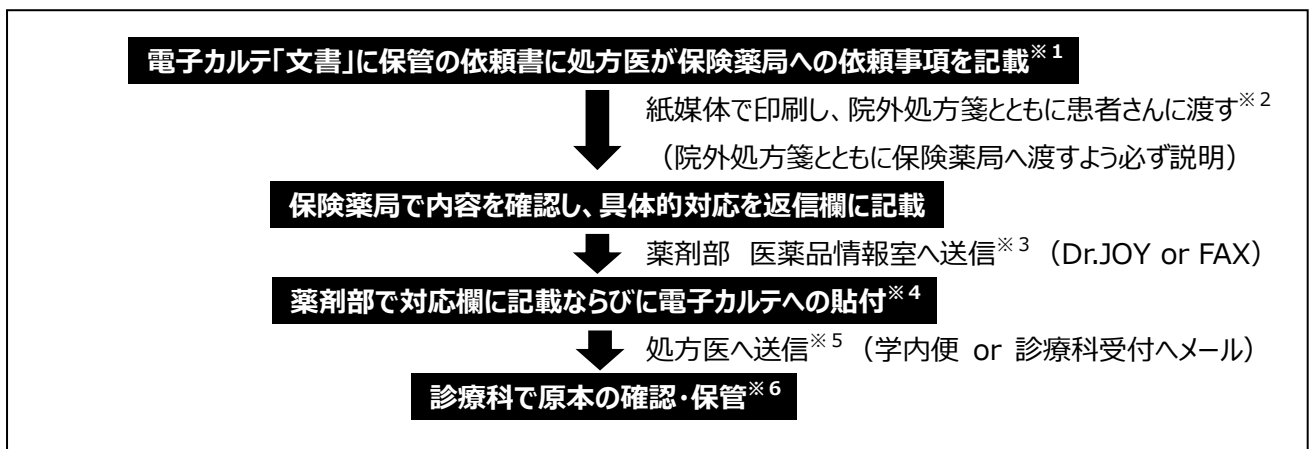 電子カルテ「文書」に保管の依頼書に処方医が保険薬局への依頼事項を記載※1
紙媒体で印刷し、院外処方箋とともに患者さんに渡す※2
（院外処方箋とともに保険薬局へ渡すよう必ず説明）
保険薬局で内容を確認し、具体的対応を返信欄に記載
薬剤部 医薬品情報室へ送信※3（Dr.JOY or FAX）
薬剤部で対応欄に記載ならびに電子カルテへの貼付※4
処方医へ送信※5（学内便 or 診療科受付へメール）
診療科で原本の確認・保管※6